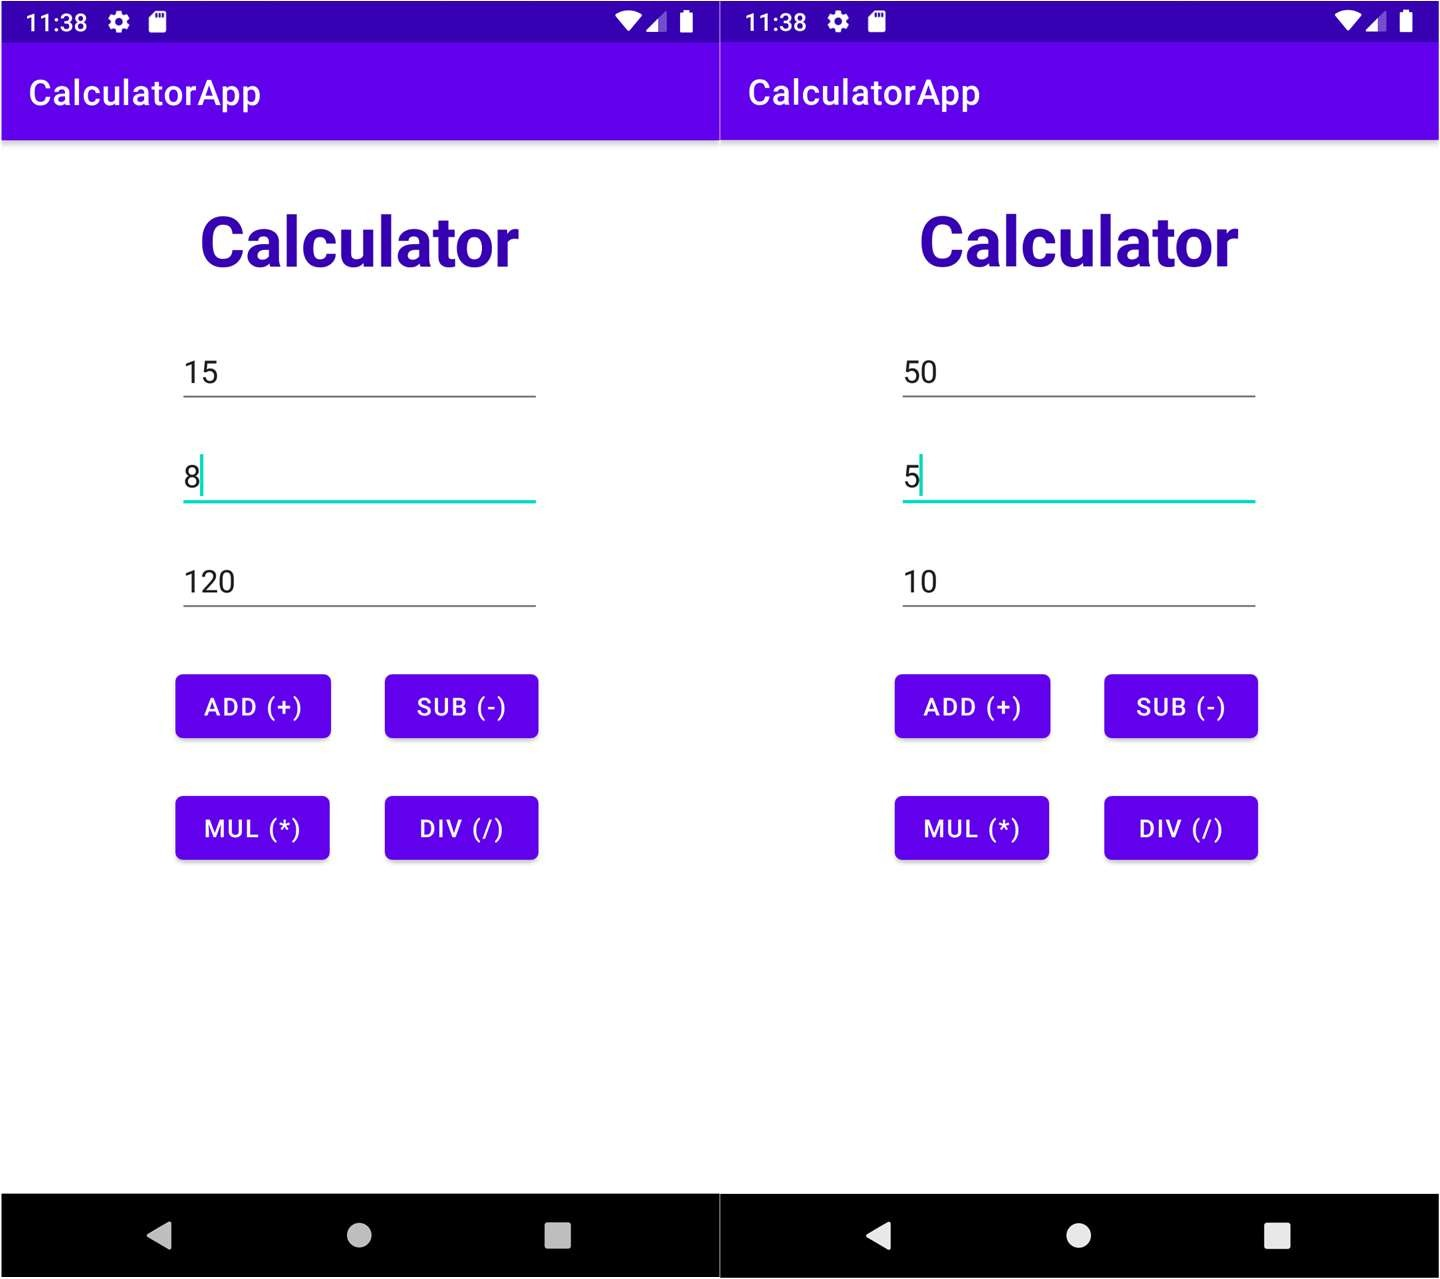 11:38
CalculatorApp
Calculator
15
8
120
ADD (+)
SUB (-)
MUL (*)
DIV (/)
11:38
CalculatorApp
Calculator
50
5
10
ADD (+)
SUB (-)
MUL (*)
DIV (/)